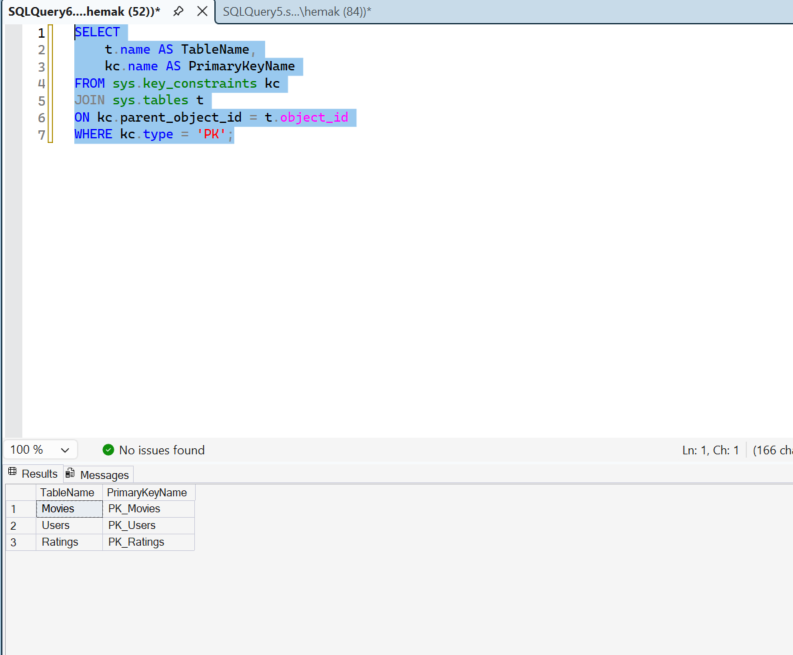 SQLQuery6....hemak (52))*
SQLQuery5.s...\hemak (84))*
1 SELECT
2 t.name AS TableName,
3 kc.name AS PrimaryKeyName
4 FROM sys.key_constraints kc
5 JOIN sys.tables t
6 ON kc.parent_object_id = t.object_id
7 WHERE kc.type = 'PK';
100 % No issues found Ln: 1, Ch: 1 (166 cha
Results Messages
TableName PrimaryKeyName
1 Movies PK_Movies
2 Users PK_Users
3 Ratings PK_Ratings